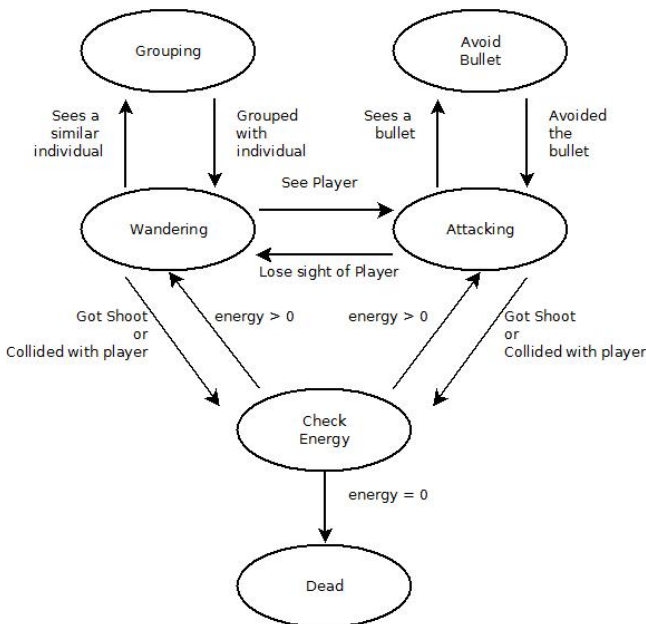 Grouping
Avoid
Bullet
Sees a
similar
individual
Grouped
with
individual
Sees a
bullet
Avoided
the
bullet
See Player
Wandering
Attacking
Lose sight of Player
Got Shoot
or
Collided with player
energy > 0
energy > 0
Got Shoot
or
Collided with player
Check
Energy
energy = 0
Dead